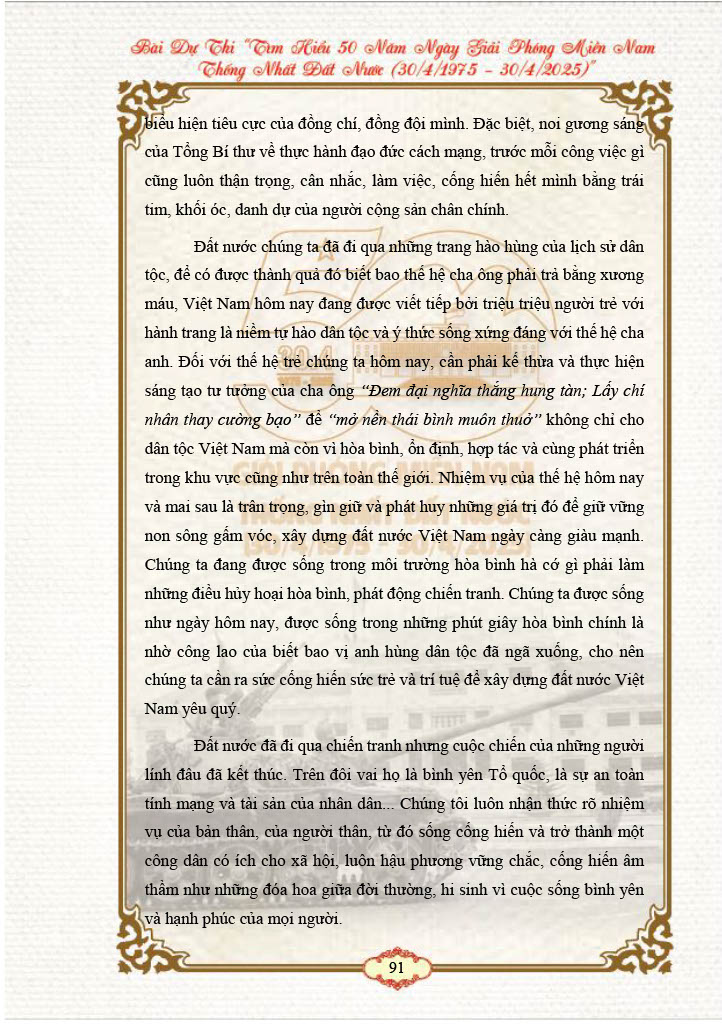 Bài Dự Thi "Tìm Hiểu 50 Năm Ngày Giải Phóng Miền Nam
Thống Nhất Đất Nước (30/4/1975 - 30/4/2025)"
biểu hiện tiêu cực của đồng chí, đồng đội mình. Đặc biệt, noi gương sáng
của Tổng Bí thư về thực hành đạo đức cách mạng, trước mỗi công việc gì
cũng luôn thận trọng, cân nhắc, làm việc, cống hiến hết mình bằng trái
tim, khối óc, danh dự của người cộng sản chân chính.
Đất nước chúng ta đã đi qua những trang hào hùng của lịch sử dân
tộc, để có được thành quả đó biết bao thế hệ cha ông phải trả bằng xương
máu, Việt Nam hôm nay đang được viết tiếp bởi triệu triệu người trẻ với
hành trang là niềm tự hào dân tộc và ý thức sống xứng đáng với thế hệ cha
anh. Đối với thế hệ trẻ chúng ta hôm nay, cần phải kế thừa và thực hiện
sáng tạo tư tưởng của cha ông "Đem đại nghĩa thắng hung tàn; Lấy chí
nhân thay cường bạo" để "mở nền thái bình muôn thuở" không chỉ cho
dân tộc Việt Nam mà còn vì hòa bình, ổn định, hợp tác và cùng phát triển
trong khu vực cũng như trên toàn thế giới. Nhiệm vụ của thế hệ hôm nay
và mai sau là trân trọng, gìn giữ và phát huy những giá trị đó để giữ vững
non sông gấm vóc, xây dựng đất nước Việt Nam ngày càng giàu mạnh.
Chúng ta đang được sống trong môi trường hòa bình hà cớ gì phải làm
những điều hủy hoại hòa bình, phát động chiến tranh. Chúng ta được sống
như ngày hôm nay, được sống trong những phút giây hòa bình chính là
nhờ công lao của biết bao vị anh hùng dân tộc đã ngã xuống, cho nên
chúng ta cần ra sức cống hiến sức trẻ và trí tuệ để xây dựng đất nước Việt
Nam yêu quý.
Đất nước đã đi qua chiến tranh nhưng cuộc chiến của những người
lính đâu đã kết thúc. Trên đôi vai họ là bình yên Tổ quốc, là sự an toàn
tính mạng và tài sản của nhân dân... Chúng tôi luôn nhận thức rõ nhiệm
vụ của bản thân, của người thân, từ đó sống cống hiến và trở thành một
công dân có ích cho xã hội, luôn hậu phương vững chắc, cống hiến âm
thầm như những đóa hoa giữa đời thường, hi sinh vì cuộc sống bình yên
và hạnh phúc của mọi người.
50
30.4
GIẢI PHÓNG MIỀN NAM
THỐNG NHẤT ĐẤT NƯỚC
(30/4/1975 - 30/4/2025)
91